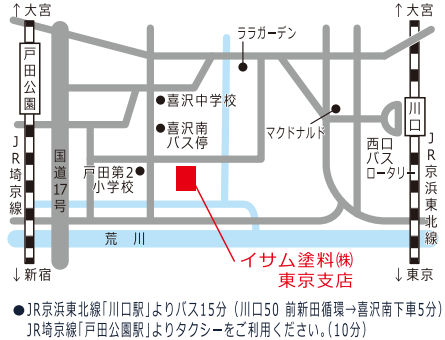 ↑大宮
↑大宮
ララガーデン
戸田公園
喜沢中学校
喜沢南
バス停
マクドナルド
川口
西口
バス
ロータリー
JR埼京線
国道17号
戸田第2
小学校
JR京浜東北線
荒 川
イサム塗料㈱
東京支店
↓新宿
↓東京
●JR京浜東北線「川口駅」よりバス15分（川口50 前新田循環→喜沢南下車5分）
JR埼京線「戸田公園駅」よりタクシーをご利用ください。（10分）